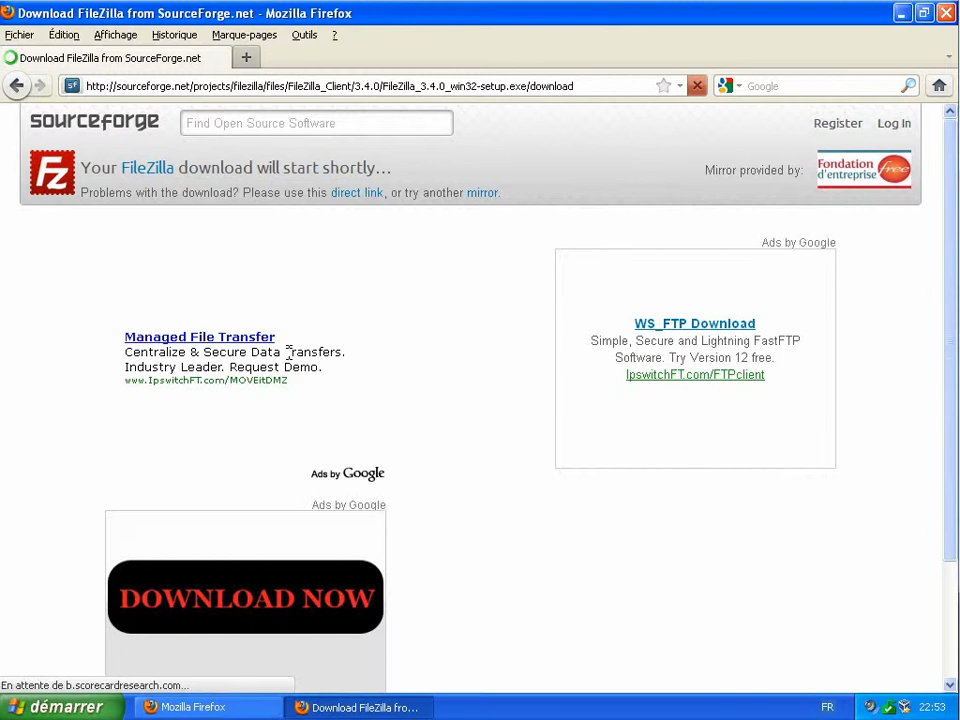 Download FileZilla from SourceForge.net - Mozilla Firefox
Fichier Édition Affichage Historique Marque-pages Outils ?
Download FileZilla from SourceForge.net +
sf http://sourceforge.net/projects/filezilla/files/FileZilla_Client/3.4.0/FileZilla_3.4.0_win32-setup.exe/download Google
sourceforge Find Open Source Software Register Log In
Fz Your FileZilla download will start shortly...
Problems with the download? Please use this direct link, or try another mirror.
Mirror provided by: Fondation d'entreprise free
Ads by Google
Managed File Transfer
Centralize & Secure Data Transfers.
Industry Leader. Request Demo.
www.IpswitchFT.com/MOVEitDMZ
WS_FTP Download
Simple, Secure and Lightning FastFTP
Software. Try Version 12 free.
IpswitchFT.com/FTPclient
Ads by Google
Ads by Google
DOWNLOAD NOW
En attente de b.scorecardresearch.com...
démarrer Mozilla Firefox Download FileZilla fro... FR 22:53